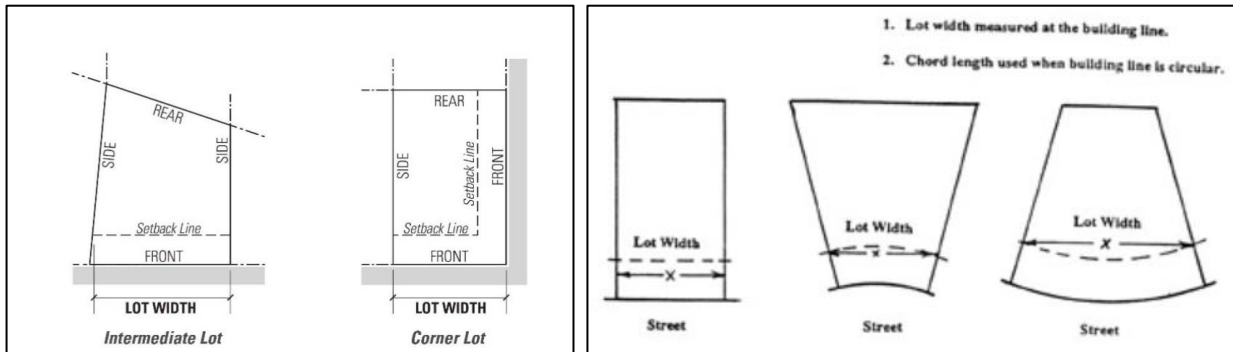 REAR
SIDE
SIDE
Setback Line
FRONT
LOT WIDTH
Intermediate Lot
REAR
SIDE
Setback Line
FRONT
Setback Line
LOT WIDTH
Corner Lot
1. Lot width measured at the building line.
2. Chord length used when building line is circular.
Lot Width
X
Street
Lot Width
x
Street
Lot Width
X
Street